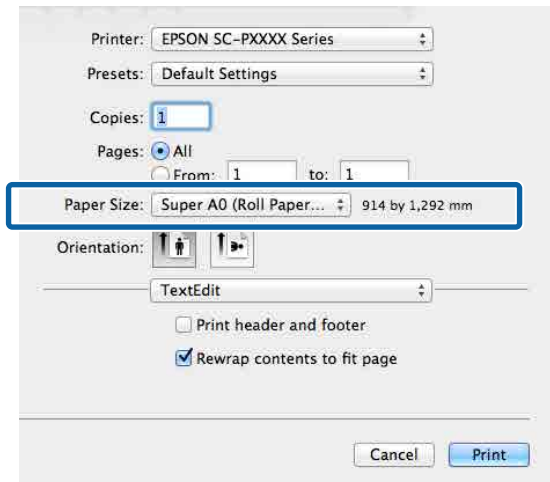 Printer: EPSON SC-PXXXX Series
Presets: Default Settings
Copies: 1
Pages: All
From: 1 to: 1
Paper Size: Super A0 (Roll Paper... 914 by 1,292 mm
Orientation:
TextEdit
Print header and footer
Rewrap contents to fit page
Cancel Print